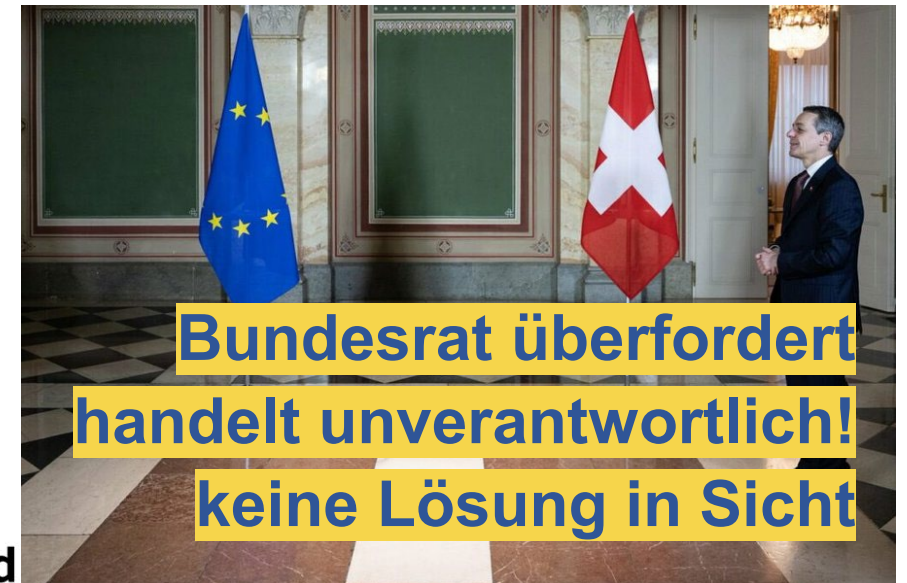 Bundesrat überfordert
handelt unverantwortlich!
keine Lösung in Sicht
d